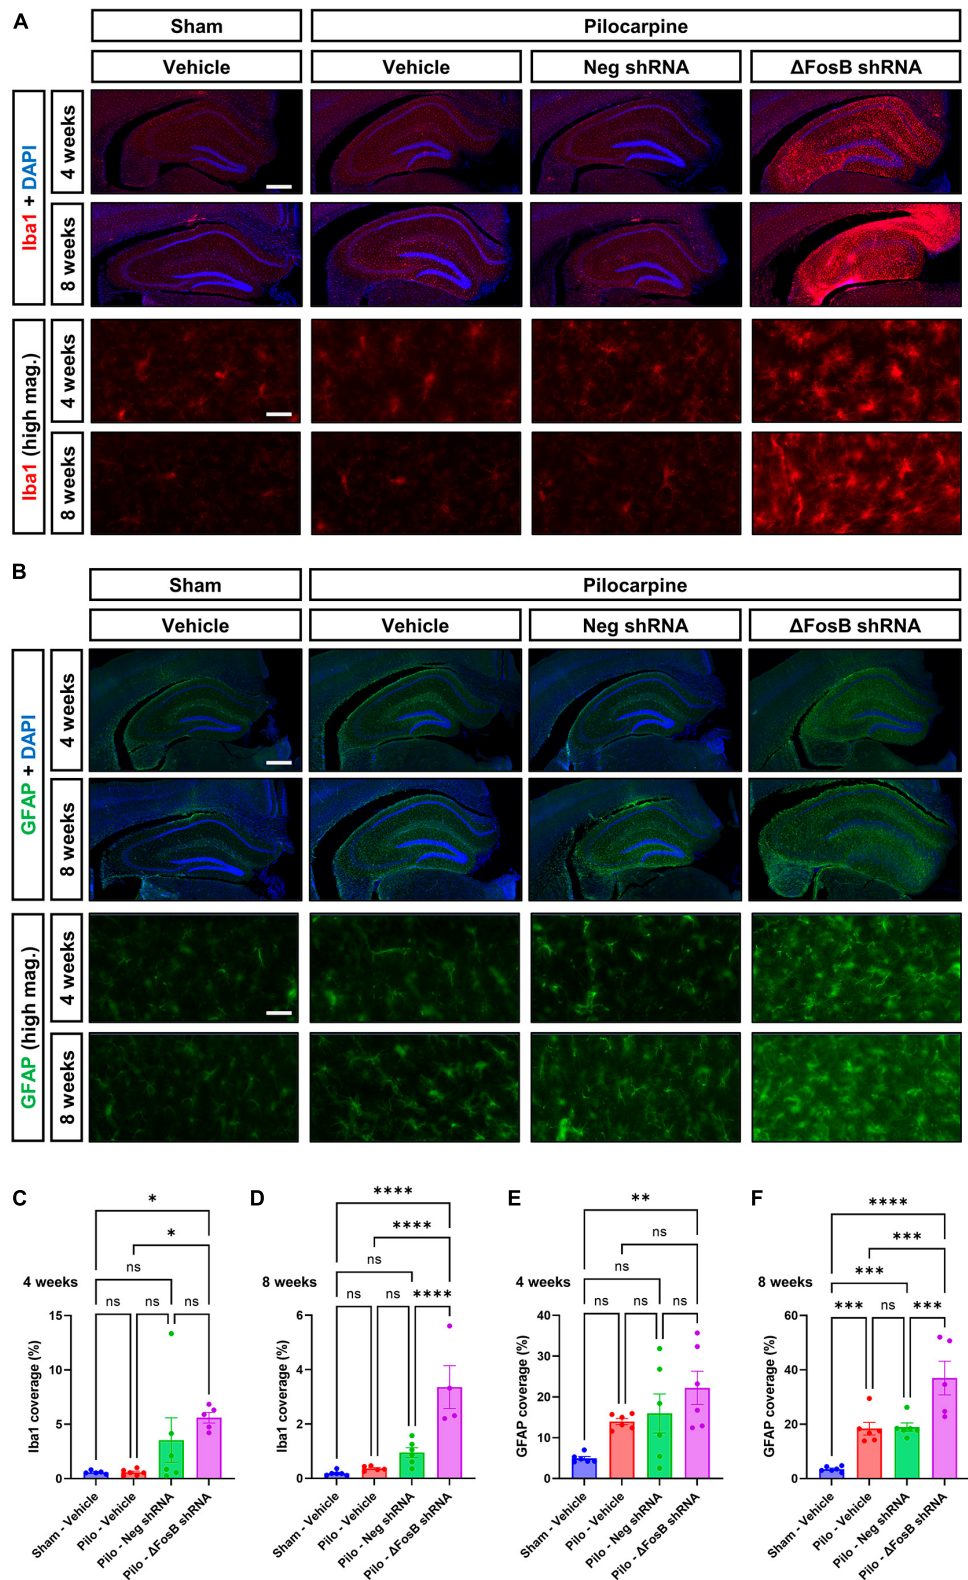 A
Sham
Pilocarpine
Vehicle
Vehicle
Neg shRNA
ΔFosB shRNA
Iba1 + DAPI
4 weeks
8 weeks
Iba1 (high mag.)
4 weeks
8 weeks
B
Sham
Pilocarpine
Vehicle
Vehicle
Neg shRNA
ΔFosB shRNA
GFAP + DAPI
4 weeks
8 weeks
GFAP (high mag.)
4 weeks
8 weeks
C
4 weeks
*
*
ns
ns
ns
ns
Iba1 coverage (%)
15
10
5
0
Sham - Vehicle
Pilo - Vehicle
Pilo - Neg shRNA
Pilo - ΔFosB shRNA
D
8 weeks
****
****
ns
ns
ns
****
Iba1 coverage (%)
6
4
2
0
Sham - Vehicle
Pilo - Vehicle
Pilo - Neg shRNA
Pilo - ΔFosB shRNA
E
4 weeks
**
ns
ns
ns
ns
ns
GFAP coverage (%)
40
30
20
10
0
Sham - Vehicle
Pilo - Vehicle
Pilo - Neg shRNA
Pilo - ΔFosB shRNA
F
8 weeks
****
***
***
***
ns
***
GFAP coverage (%)
60
40
20
0
Sham - Vehicle
Pilo - Vehicle
Pilo - Neg shRNA
Pilo - ΔFosB shRNA